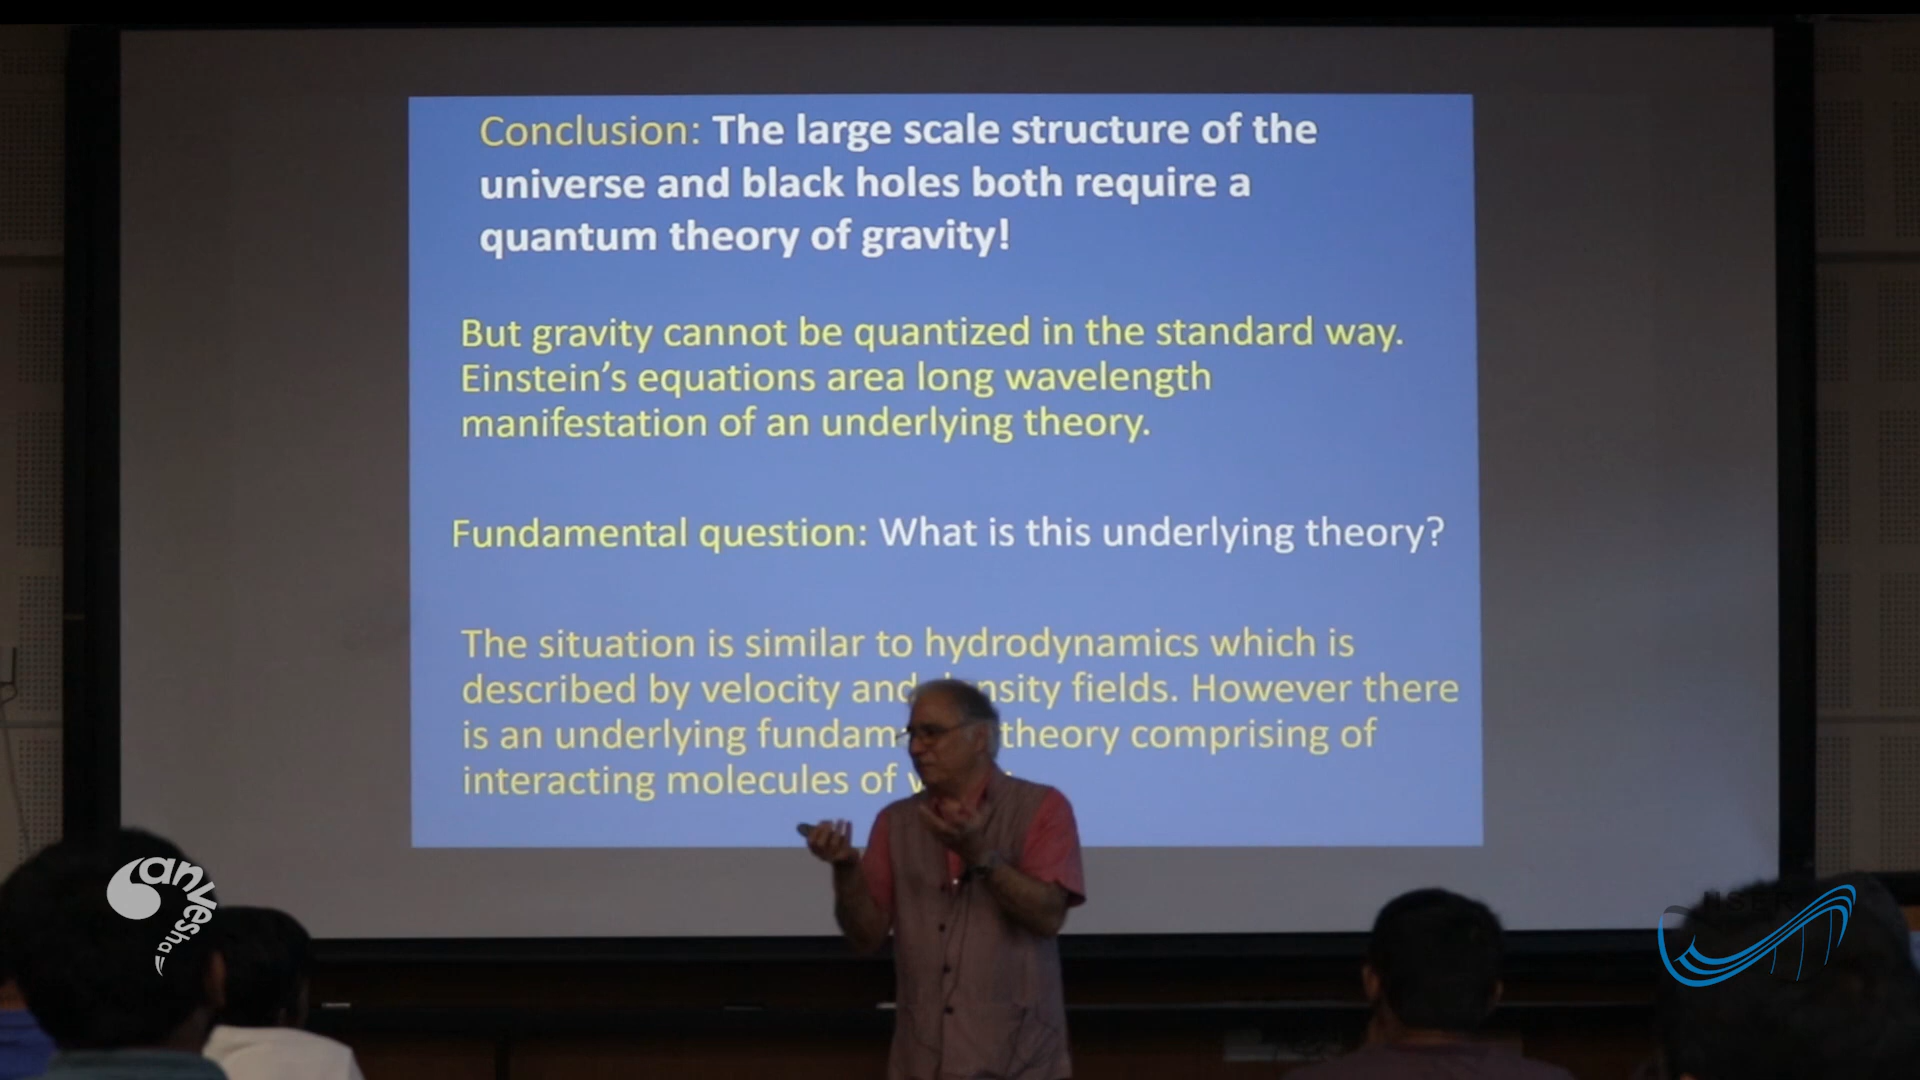 Conclusion: The large scale structure of the
universe and black holes both require a
quantum theory of gravity!
But gravity cannot be quantized in the standard way.
Einstein's equations area long wavelength
manifestation of an underlying theory.
Fundamental question: What is this underlying theory?
The situation is similar to hydrodynamics which is
described by velocity and fields. However there
is an underlying theory comprising of
interacting molecules of
anvesha
IISER